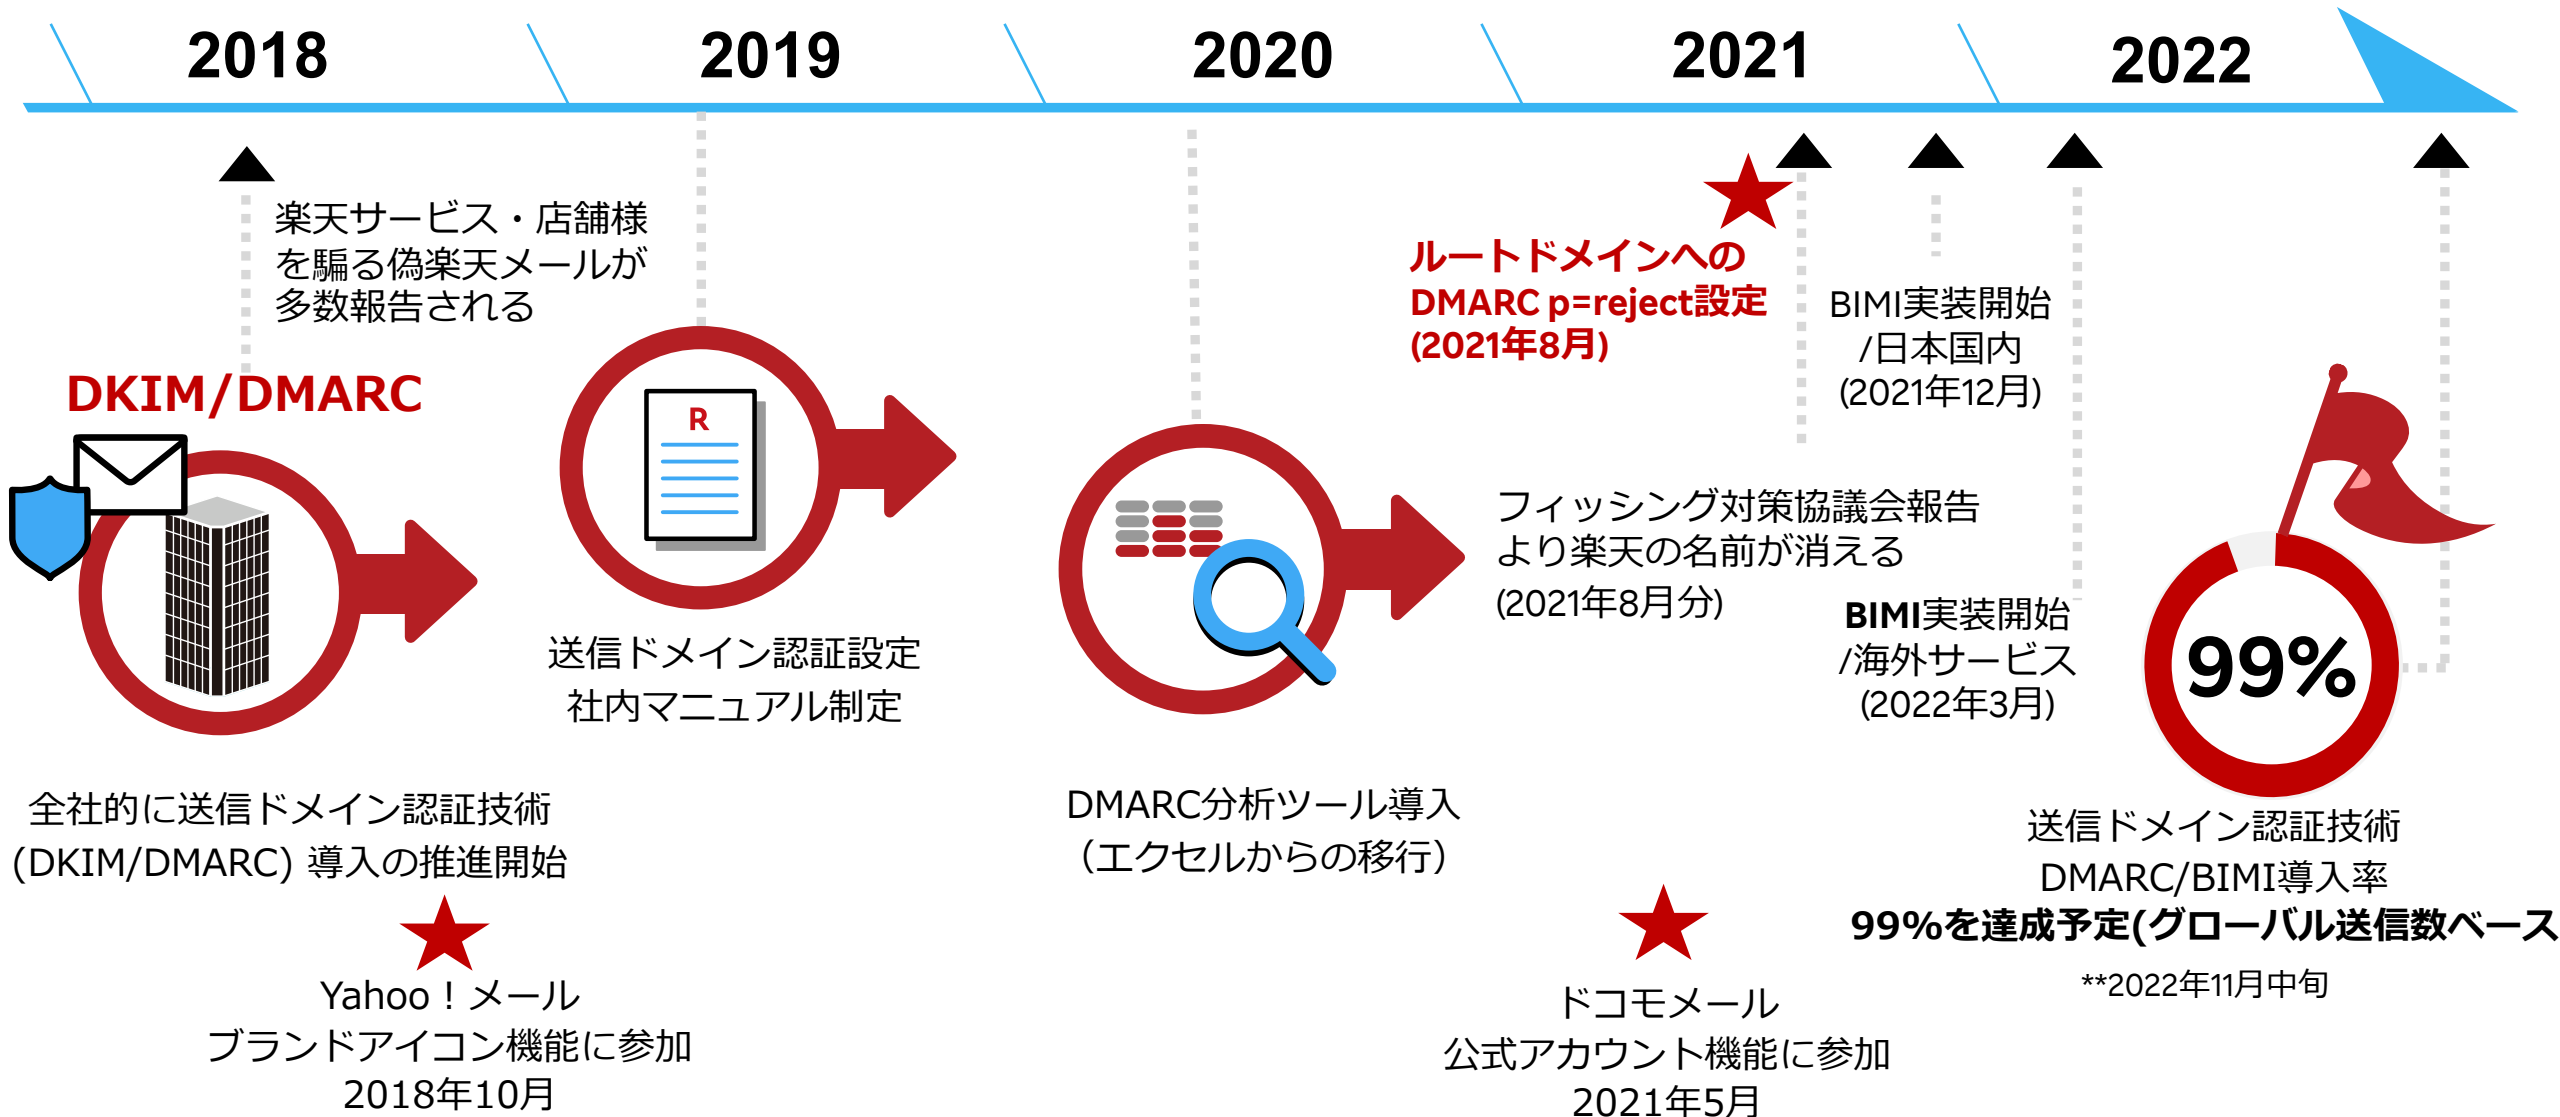 2018
2019
2020
2021
2022
楽天サービス・店舗様
を騙る偽楽天メールが
多数報告される
DKIM/DMARC
全社的に送信ドメイン認証技術
(DKIM/DMARC) 導入の推進開始
Yahoo！メール
ブランドアイコン機能に参加
2018年10月
R
送信ドメイン認証設定
社内マニュアル制定
DMARC分析ツール導入
（エクセルからの移行）
ルートドメインへの
DMARC p=reject設定
(2021年8月)
フィッシング対策協議会報告
より楽天の名前が消える
(2021年8月分)
ドコモメール
公式アカウント機能に参加
2021年5月
BIMI実装開始
/日本国内
(2021年12月)
BIMI実装開始
/海外サービス
(2022年3月)
99%
送信ドメイン認証技術
DMARC/BIMI導入率
99%を達成予定(グローバル送信数ベース
**2022年11月中旬